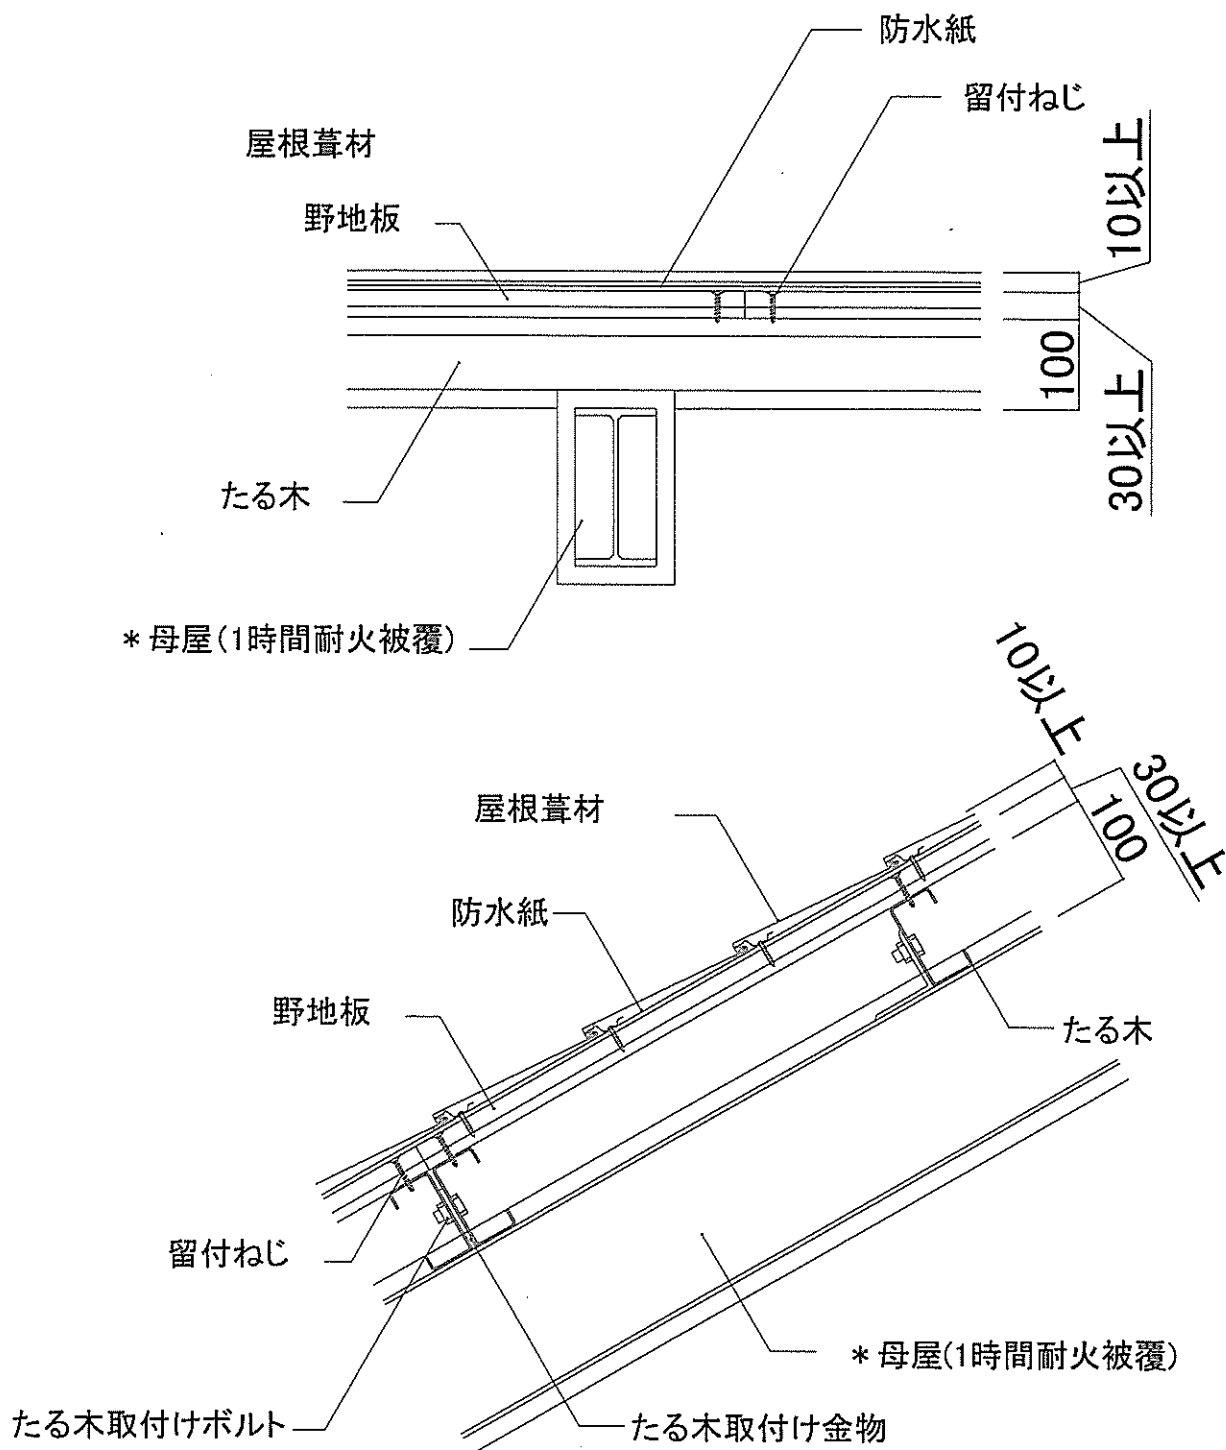 防水紙
留付ねじ
屋根葺材
野地板
10以上
100
30以上
たる木
*母屋(1時間耐火被覆)
10以上
30以上
100
屋根葺材
防水紙
野地板
たる木
留付ねじ
*母屋(1時間耐火被覆)
たる木取付けボルト
たる木取付け金物